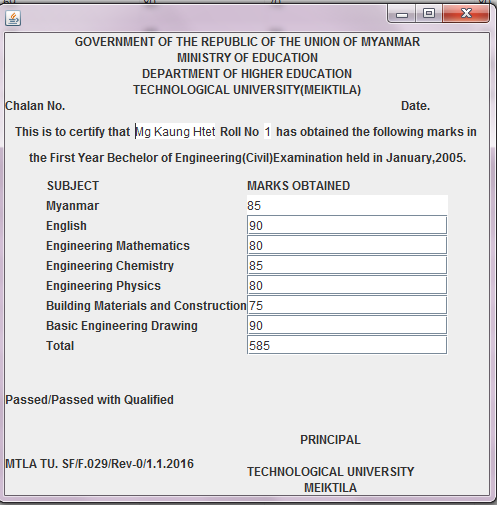 GOVERNMENT OF THE REPUBLIC OF THE UNION OF MYANMAR
MINISTRY OF EDUCATION
DEPARTMENT OF HIGHER EDUCATION
TECHNOLOGICAL UNIVERSITY(MEIKTILA)
Chalan No. Date.
This is to certify that Mg Kaung Htet Roll No 1 has obtained the following marks in
the First Year Bechelor of Engineering(Civil)Examination held in January,2005.
SUBJECT MARKS OBTAINED
Myanmar 85
English 90
Engineering Mathematics 80
Engineering Chemistry 85
Engineering Physics 80
Building Materials and Construction 75
Basic Engineering Drawing 90
Total 585
Passed/Passed with Qualified
PRINCIPAL
MTLA TU. SF/F.029/Rev-0/1.1.2016
TECHNOLOGICAL UNIVERSITY
MEIKTILA